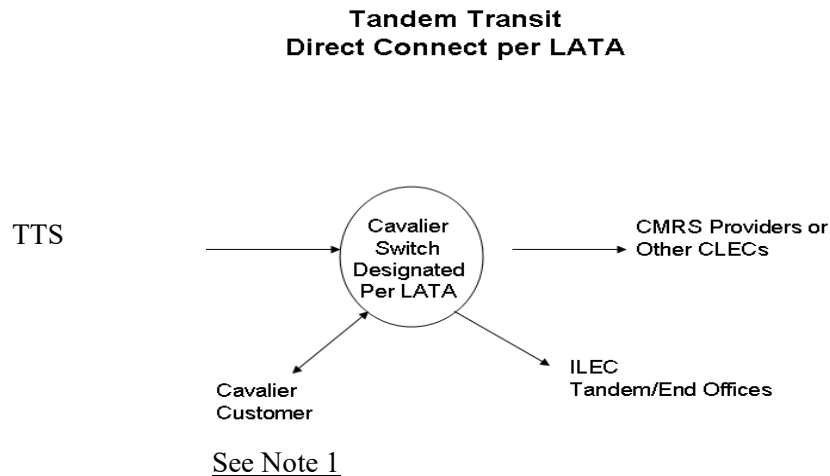 Tandem Transit
Direct Connect per LATA
TTS
Cavalier
Switch
Designated
Per LATA
CMRS Providers or
Other CLECs
Cavalier
Customer
ILEC
Tandem/End Offices
See Note 1